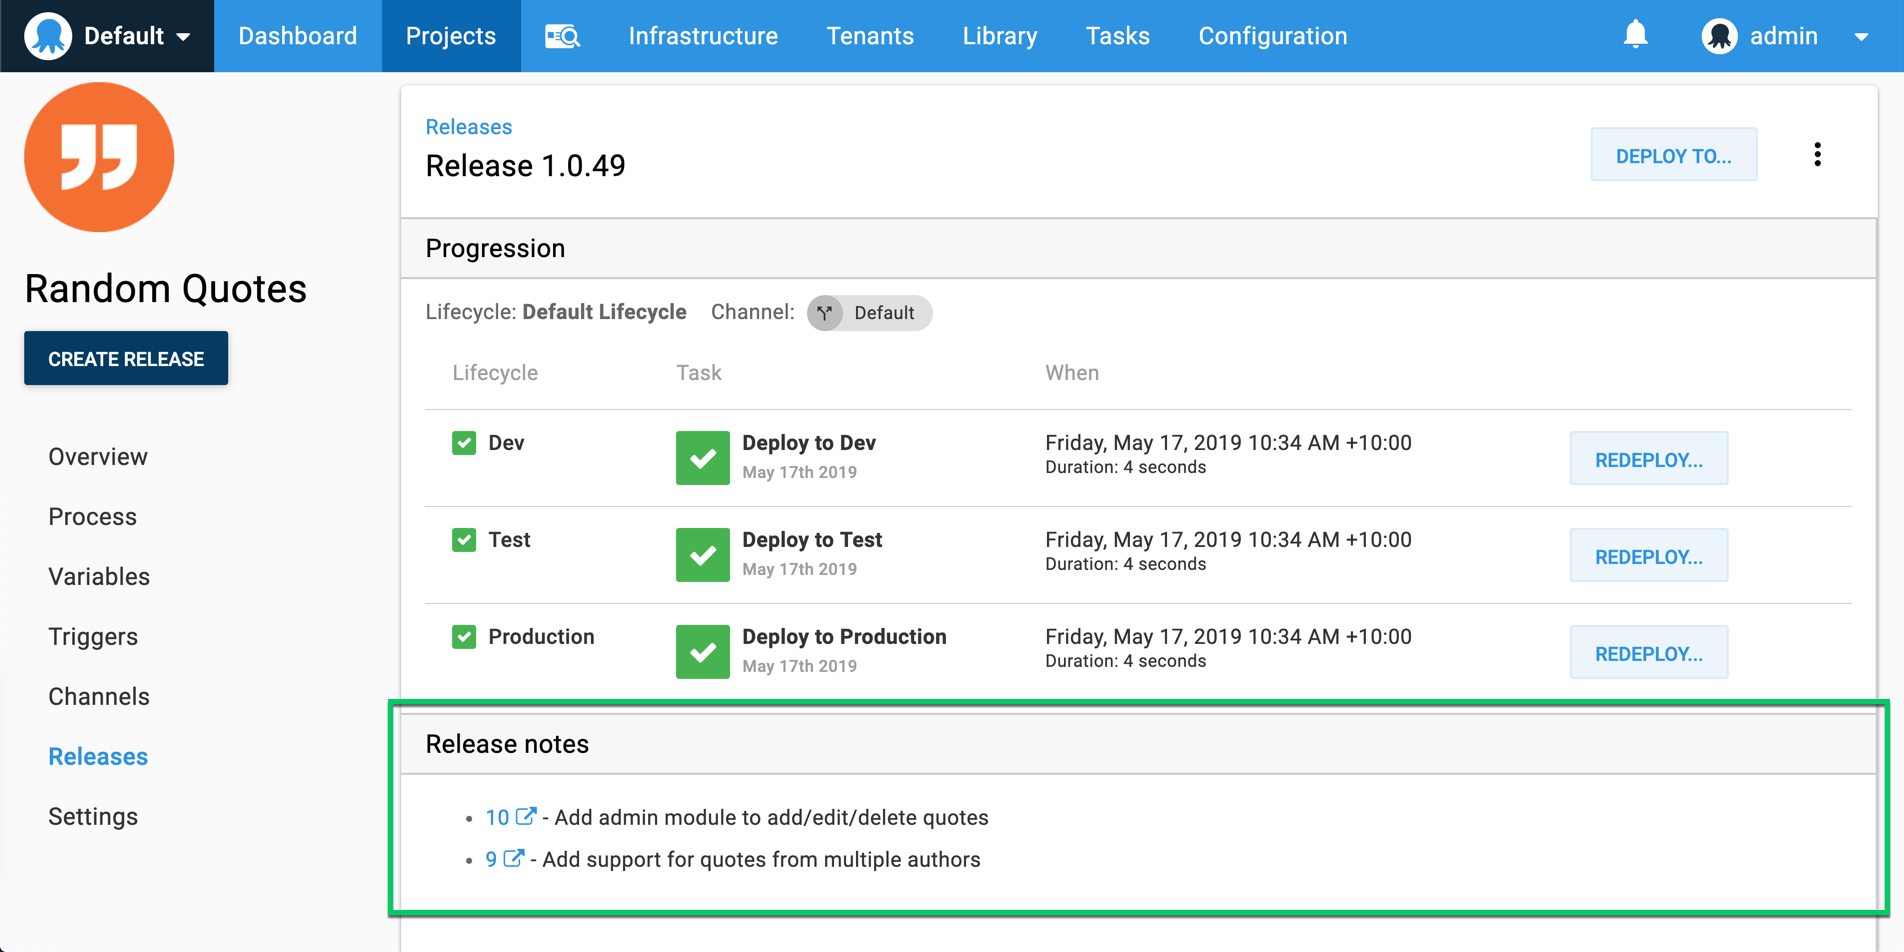 Default Dashboard Projects Infrastructure Tenants Library Tasks Configuration admin
Random Quotes
CREATE RELEASE
Overview
Process
Variables
Triggers
Channels
Releases
Settings
Releases
Release 1.0.49
DEPLOY TO...
Progression
Lifecycle: Default Lifecycle Channel: Default
Lifecycle Task When
Dev Deploy to Dev Friday, May 17, 2019 10:34 AM +10:00 REDEPLOY...
May 17th 2019 Duration: 4 seconds
Test Deploy to Test Friday, May 17, 2019 10:34 AM +10:00 REDEPLOY...
May 17th 2019 Duration: 4 seconds
Production Deploy to Production Friday, May 17, 2019 10:34 AM +10:00 REDEPLOY...
May 17th 2019 Duration: 4 seconds
Release notes
• 10 - Add admin module to add/edit/delete quotes
• 9 - Add support for quotes from multiple authors